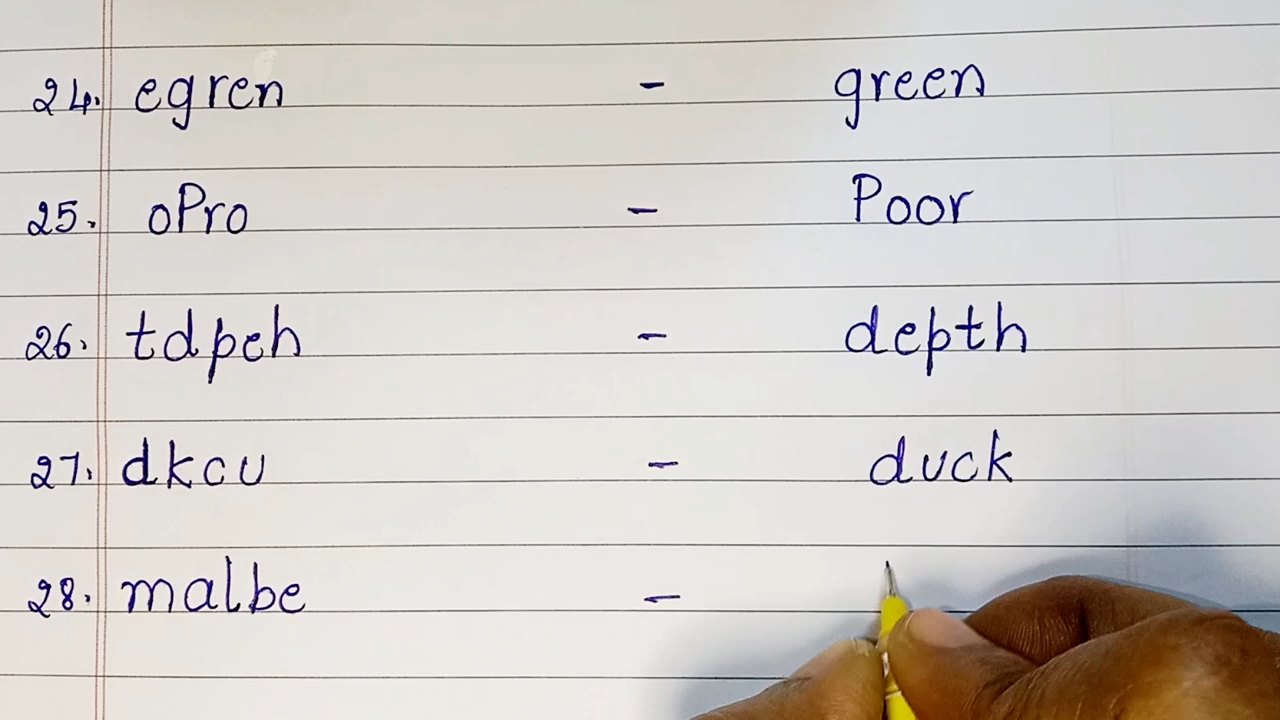 24. egren - green
25. oPro - Poor
26. tdpeh - depth
27. dkcu - duck
28. malbe -